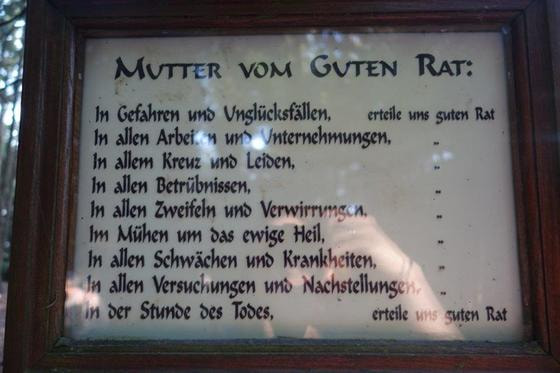 Mutter vom Guten Rat:
In Gefahren und Unglücksfällen, erteile uns guten Rat
In allen Arbeiten und Unternehmungen, „
In allem Kreuz und Leiden, „
In allen Betrübnissen, „
In allen Zweifeln und Verwirrungen, „
Im Mühen um das ewige Heil, „
In allen Schwächen und Krankheiten, „
In allen Versuchungen und Nachstellungen, „
In der Stunde des Todes, erteile uns guten Rat